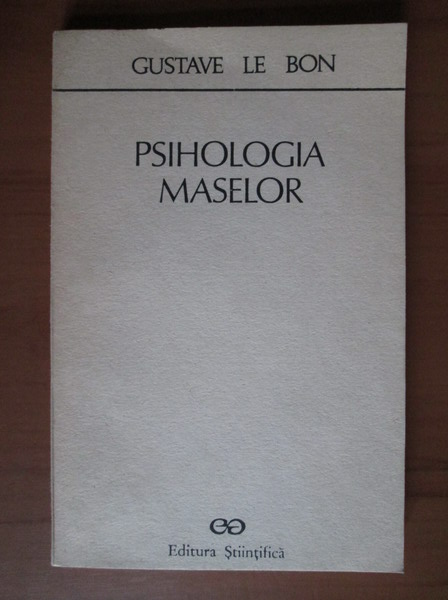 GUSTAVE LE BON
PSIHOLOGIA
MASELOR
Editura Științifică